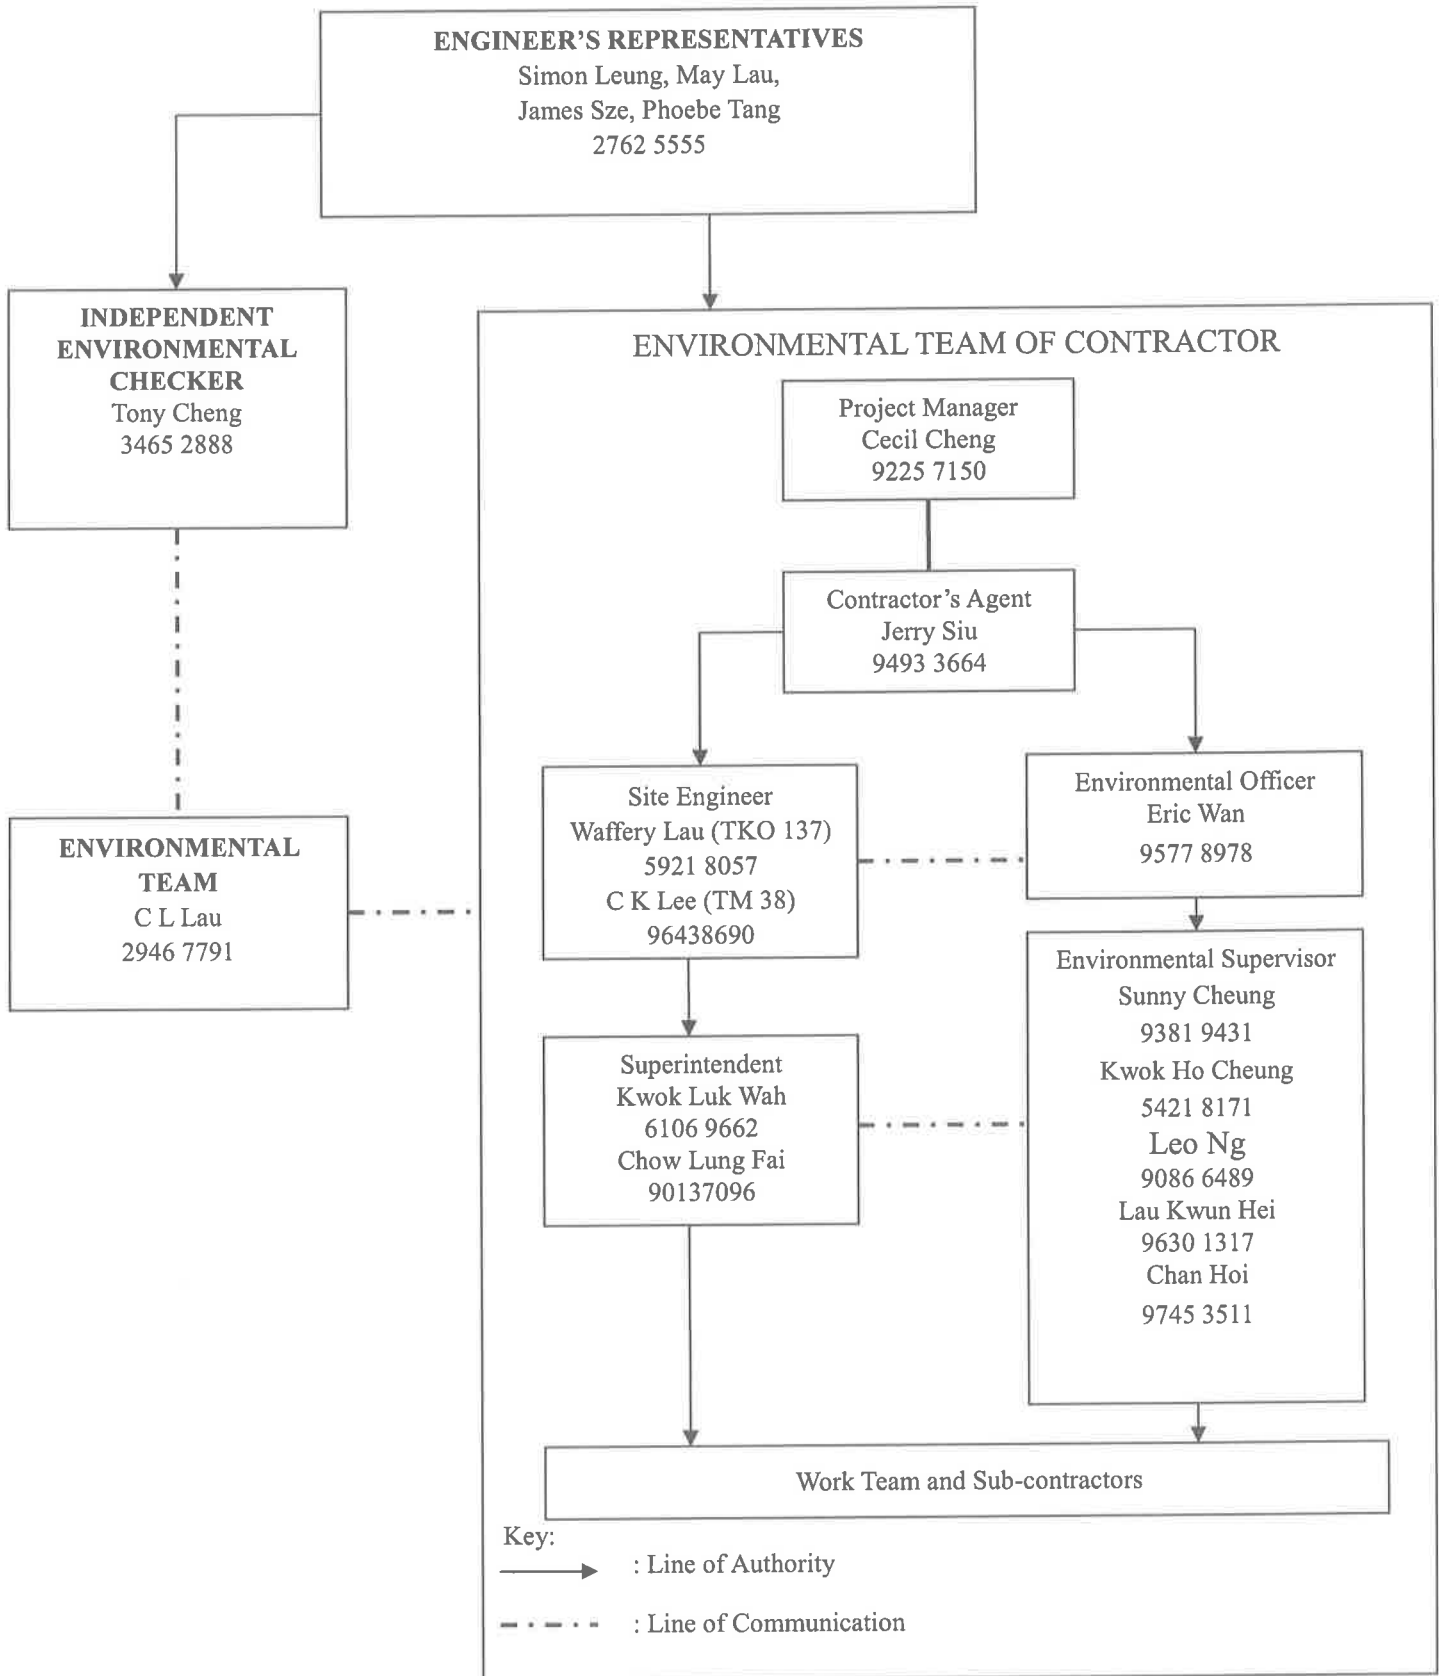 ENGINEER’S REPRESENTATIVES
Simon Leung, May Lau,
James Sze, Phoebe Tang
2762 5555
INDEPENDENT
ENVIRONMENTAL
CHECKER
Tony Cheng
3465 2888
ENVIRONMENTAL TEAM OF CONTRACTOR
Project Manager
Cecil Cheng
9225 7150
Contractor’s Agent
Jerry Siu
9493 3664
Site Engineer
Waffery Lau (TKO 137)
5921 8057
C K Lee (TM 38)
96438690
Environmental Officer
Eric Wan
9577 8978
ENVIRONMENTAL
TEAM
C L Lau
2946 7791
Environmental Supervisor
Sunny Cheung
9381 9431
Kwok Ho Cheung
5421 8171
Leo Ng
9086 6489
Lau Kwun Hei
9630 1317
Chan Hoi
9745 3511
Superintendent
Kwok Luk Wah
6106 9662
Chow Lung Fai
90137096
Work Team and Sub-contractors
Key:
: Line of Authority
: Line of Communication